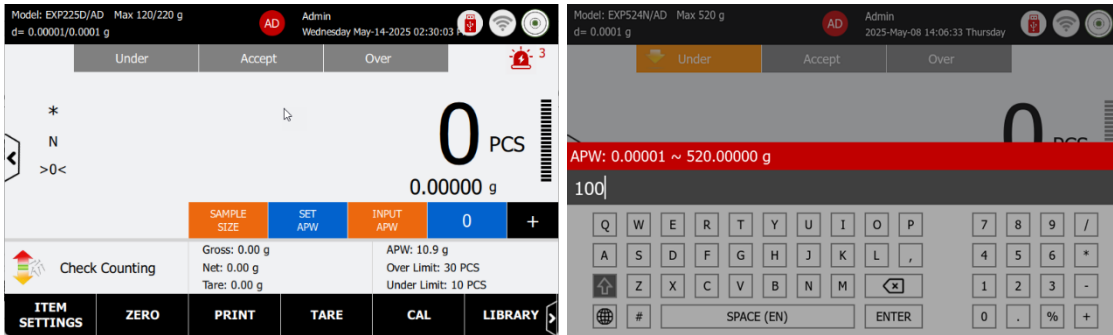 Model: EXP225D/AD Max 120/220 g
d= 0.00001/0.0001 g
AD
Admin
Wednesday May-14-2025 02:30:03
Under Accept Over
3
*
N
>0<
0 PCS
0.00000 g
SAMPLE SIZE
SET APW
INPUT APW
0
+
Check Counting
Gross: 0.00 g
Net: 0.00 g
Tare: 0.00 g
APW: 10.9 g
Over Limit: 30 PCS
Under Limit: 10 PCS
ITEM SETTINGS
ZERO
PRINT
TARE
CAL
LIBRARY
Model: EXP524N/AD Max 520 g
d= 0.0001 g
AD
Admin
2025-May-08 14:06:33 Thursday
Under Accept Over
0 PCS
APW: 0.00001 ~ 520.00000 g
100
Q W E R T Y U I O P 7 8 9 /
A S D F G H J K L , 4 5 6 *
Z X C V B N M 1 2 3 -
# SPACE (EN) ENTER 0 . % +